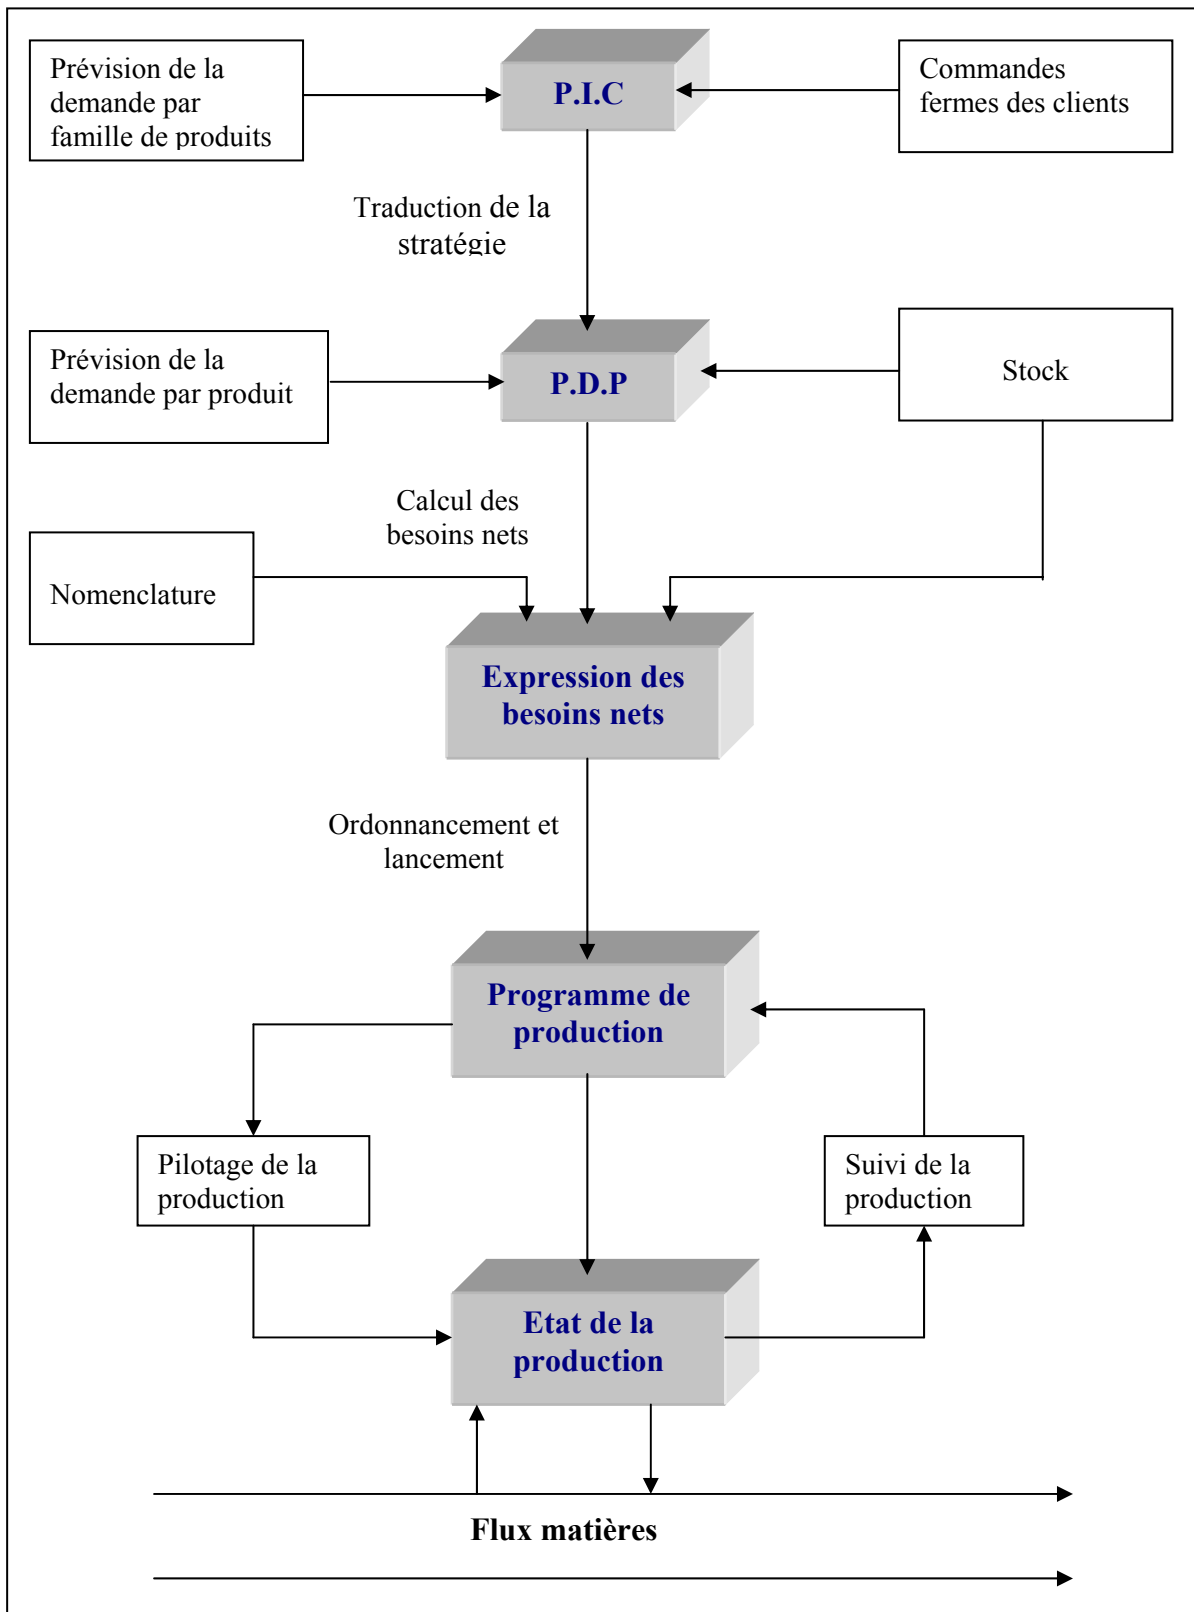 Prévision de la
demande par
famille de produits
P.I.C
Commandes
fermes des clients
Traduction de la
stratégie
Prévision de la
demande par produit
P.D.P
Stock
Calcul des
besoins nets
Nomenclature
Expression des
besoins nets
Ordonnancement et
lancement
Programme de
production
Pilotage de la
production
Suivi de la
production
Etat de la
production
Flux matières